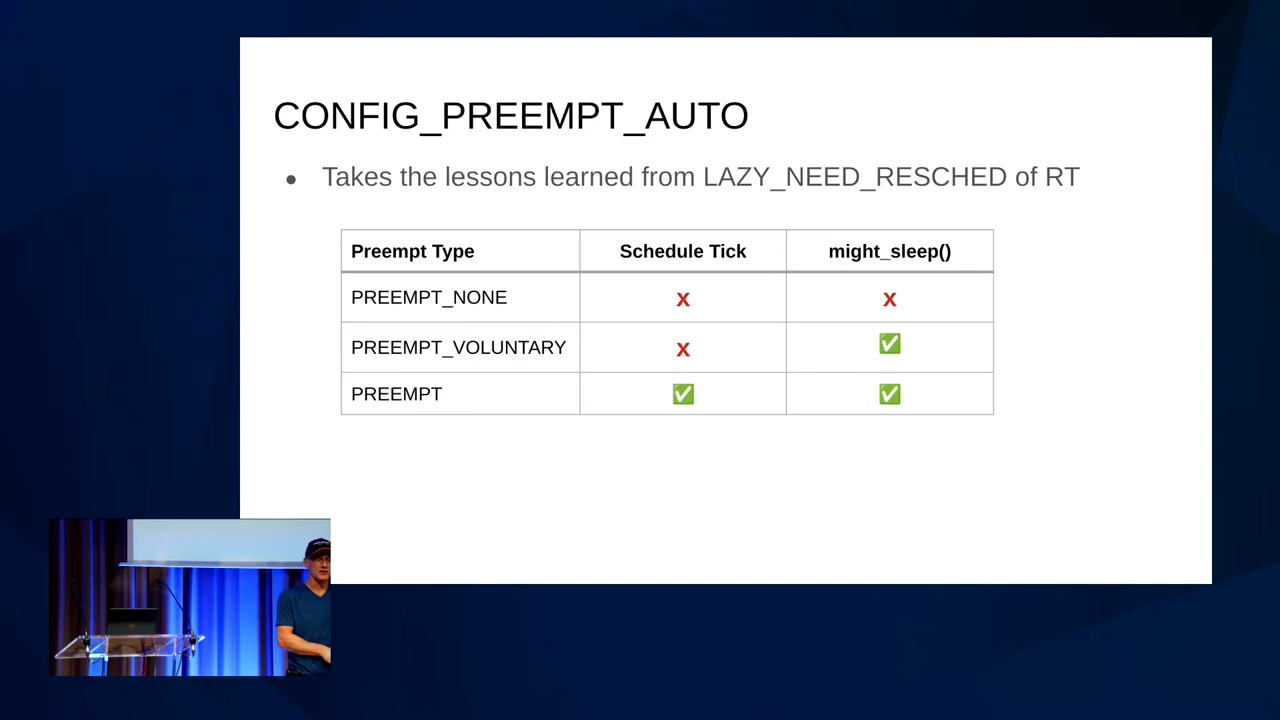 CONFIG_PREEMPT_AUTO
● Takes the lessons learned from LAZY_NEED_RESCHED of RT
Preempt Type Schedule Tick might_sleep()
PREEMPT_NONE x x
PREEMPT_VOLUNTARY x ✅
PREEMPT ✅ ✅